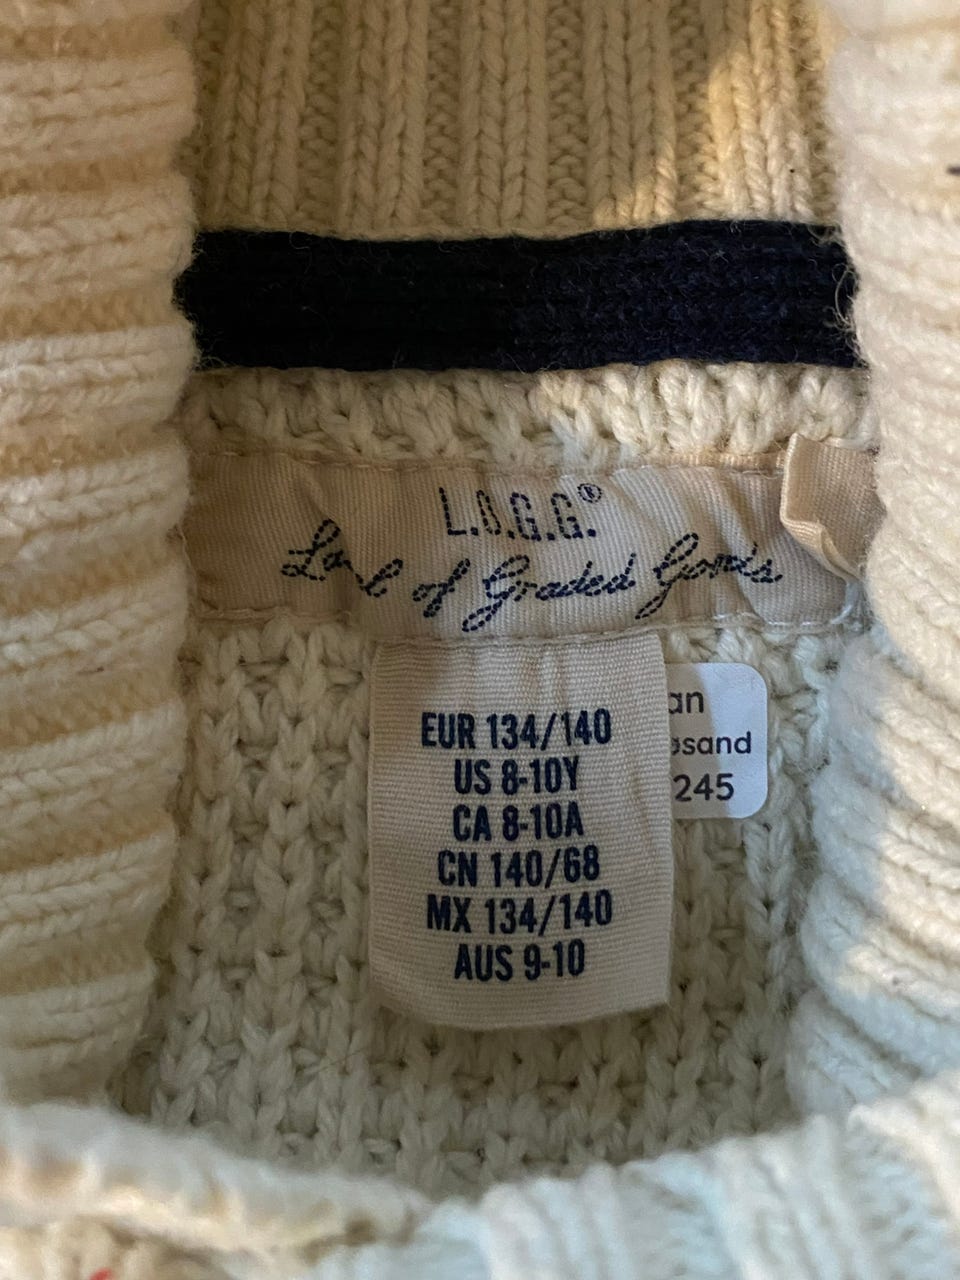 L.O.G.G.®
Label of Graded Goods
EUR 134/140
US 8-10Y
CA 8-10A
CN 140/68
MX 134/140
AUS 9-10
an
øsand
245